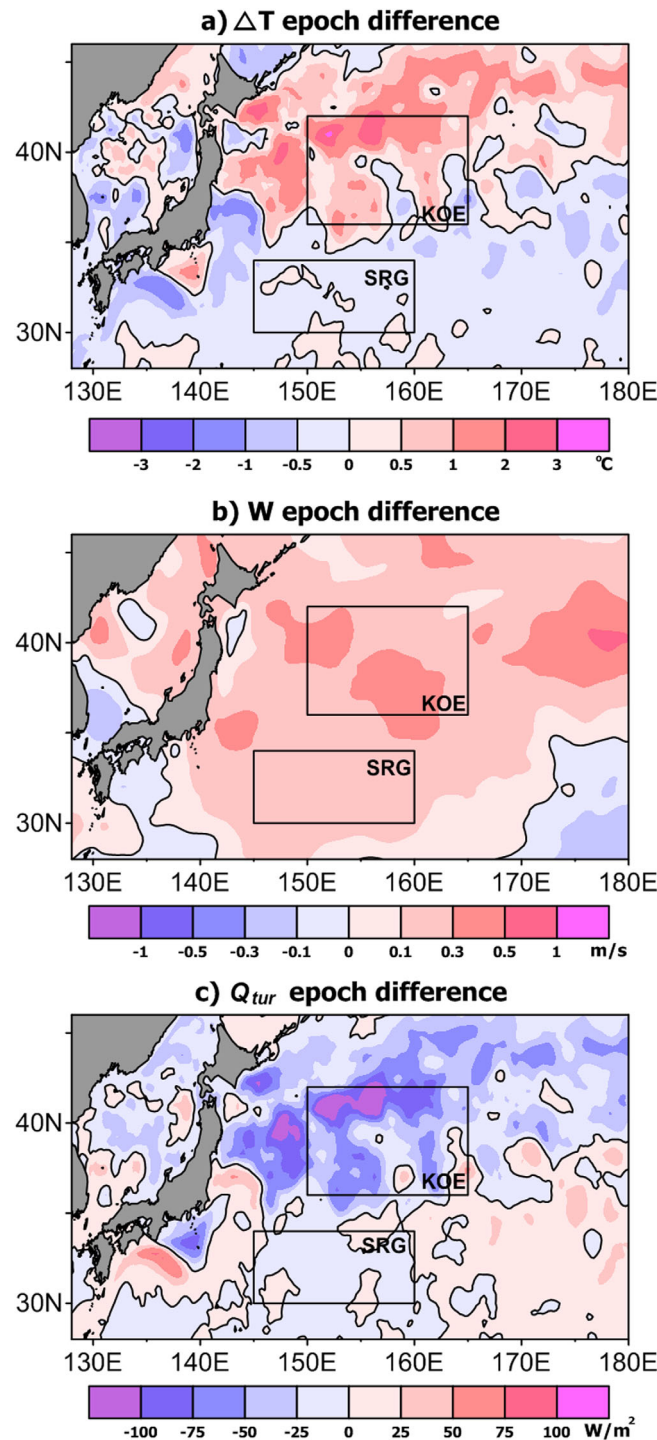 a) △T epoch difference
40N
KOE
SRG
30N
130E 140E 150E 160E 170E 180E
-3 -2 -1 -0.5 0 0.5 1 2 3 °C
b) W epoch difference
40N
KOE
SRG
30N
130E 140E 150E 160E 170E 180E
-1 -0.5 -0.3 -0.1 0 0.1 0.3 0.5 1 m/s
c) Qtur epoch difference
40N
KOE
SRG
30N
130E 140E 150E 160E 170E 180E
-100 -75 -50 -25 0 25 50 75 100 W/m²